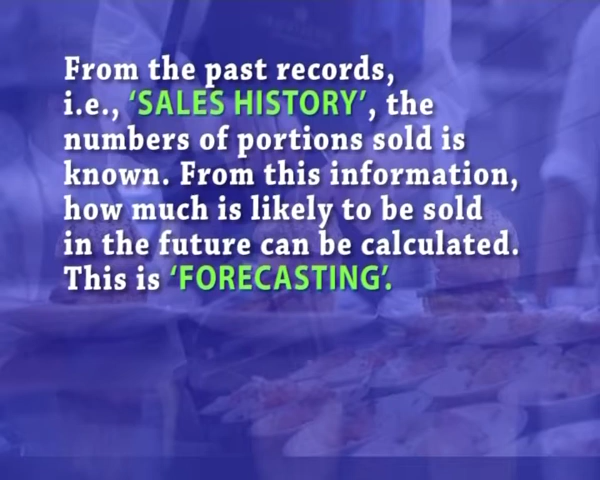 From the past records,
i.e., ‘SALES HISTORY’, the
numbers of portions sold is
known. From this information,
how much is likely to be sold
in the future can be calculated.
This is ‘FORECASTING’.